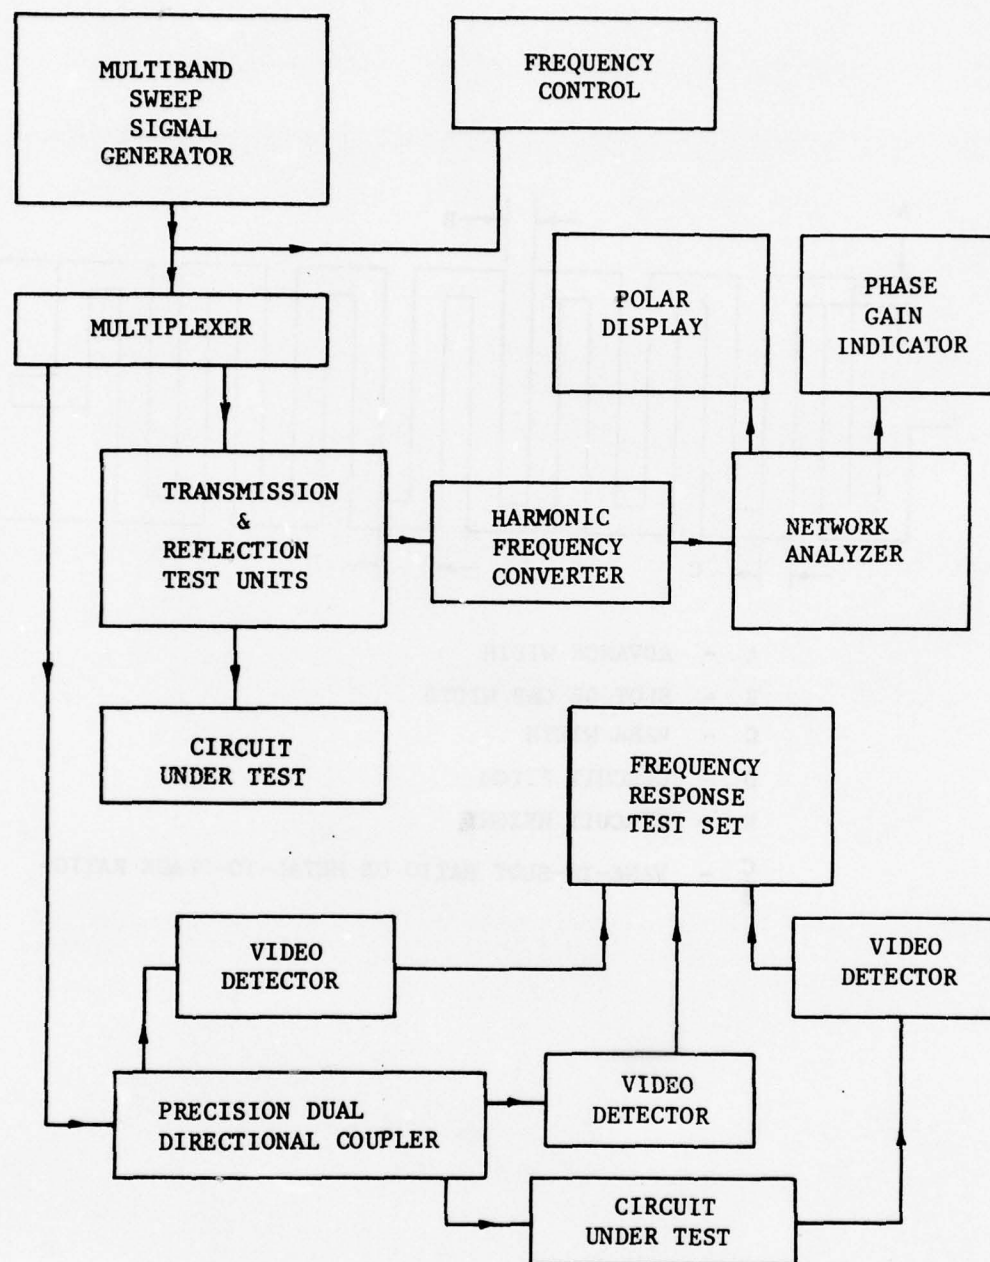 MULTIBAND
SWEEP
SIGNAL
GENERATOR
FREQUENCY
CONTROL
MULTIPLEXER
POLAR
DISPLAY
PHASE
GAIN
INDICATOR
TRANSMISSION
&
REFLECTION
TEST UNITS
HARMONIC
FREQUENCY
CONVERTER
NETWORK
ANALYZER
CIRCUIT
UNDER TEST
FREQUENCY
RESPONSE
TEST SET
VIDEO
DETECTOR
VIDEO
DETECTOR
VIDEO
DETECTOR
PRECISION DUAL
DIRECTIONAL COUPLER
CIRCUIT
UNDER TEST